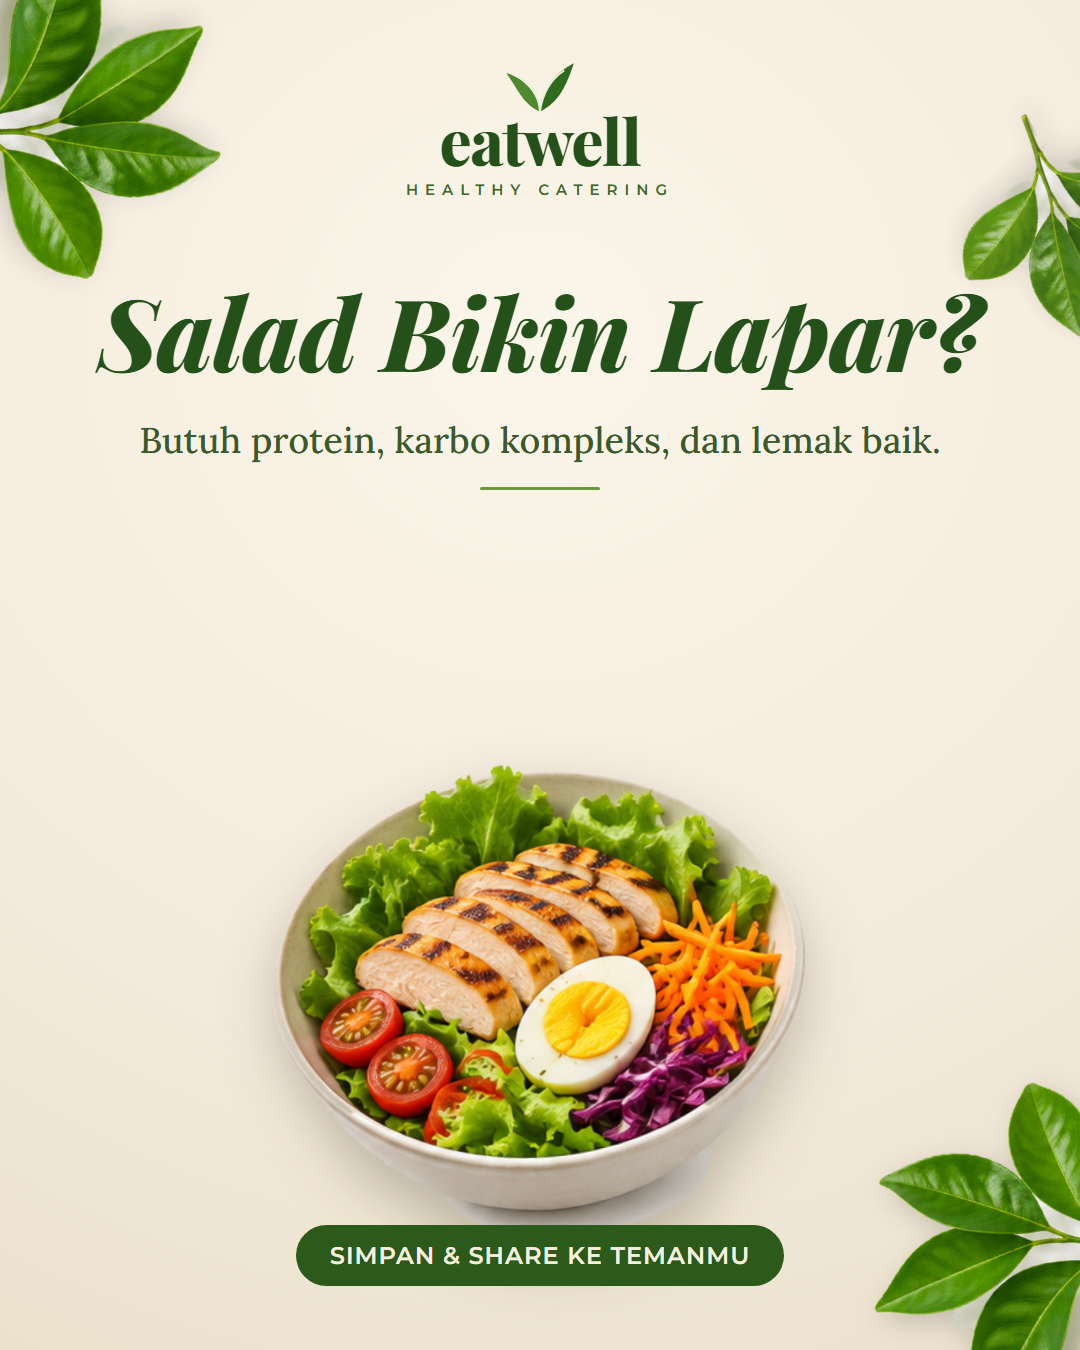 eatwell
HEALTHY CATERING
Salad Bikin Lapar?
Butuh protein, karbo kompleks, dan lemak baik.
SIMPAN & SHARE KE TEMANMU